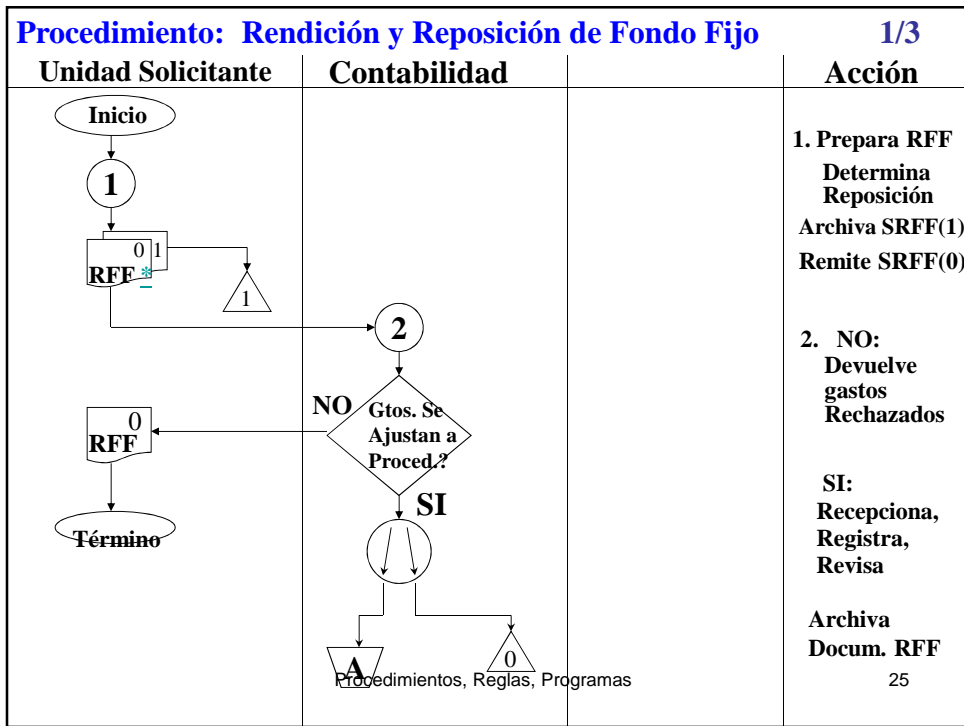 Procedimiento: Rendición y Reposición de Fondo Fijo 1/3
Unidad Solicitante Contabilidad Acción
Inicio
1
0 1
RFF *
1
2
NO
Gtos. Se
Ajustan a
Proced.?
0
RFF
Término
SI
A
0
1. Prepara RFF
Determina
Reposición
Archiva SRFF(1)
Remite SRFF(0)
2. NO:
Devuelve
gastos
Rechazados
SI:
Recepciona,
Registra,
Revisa
Archiva
Docum. RFF
Procedimientos, Reglas, Programas 25